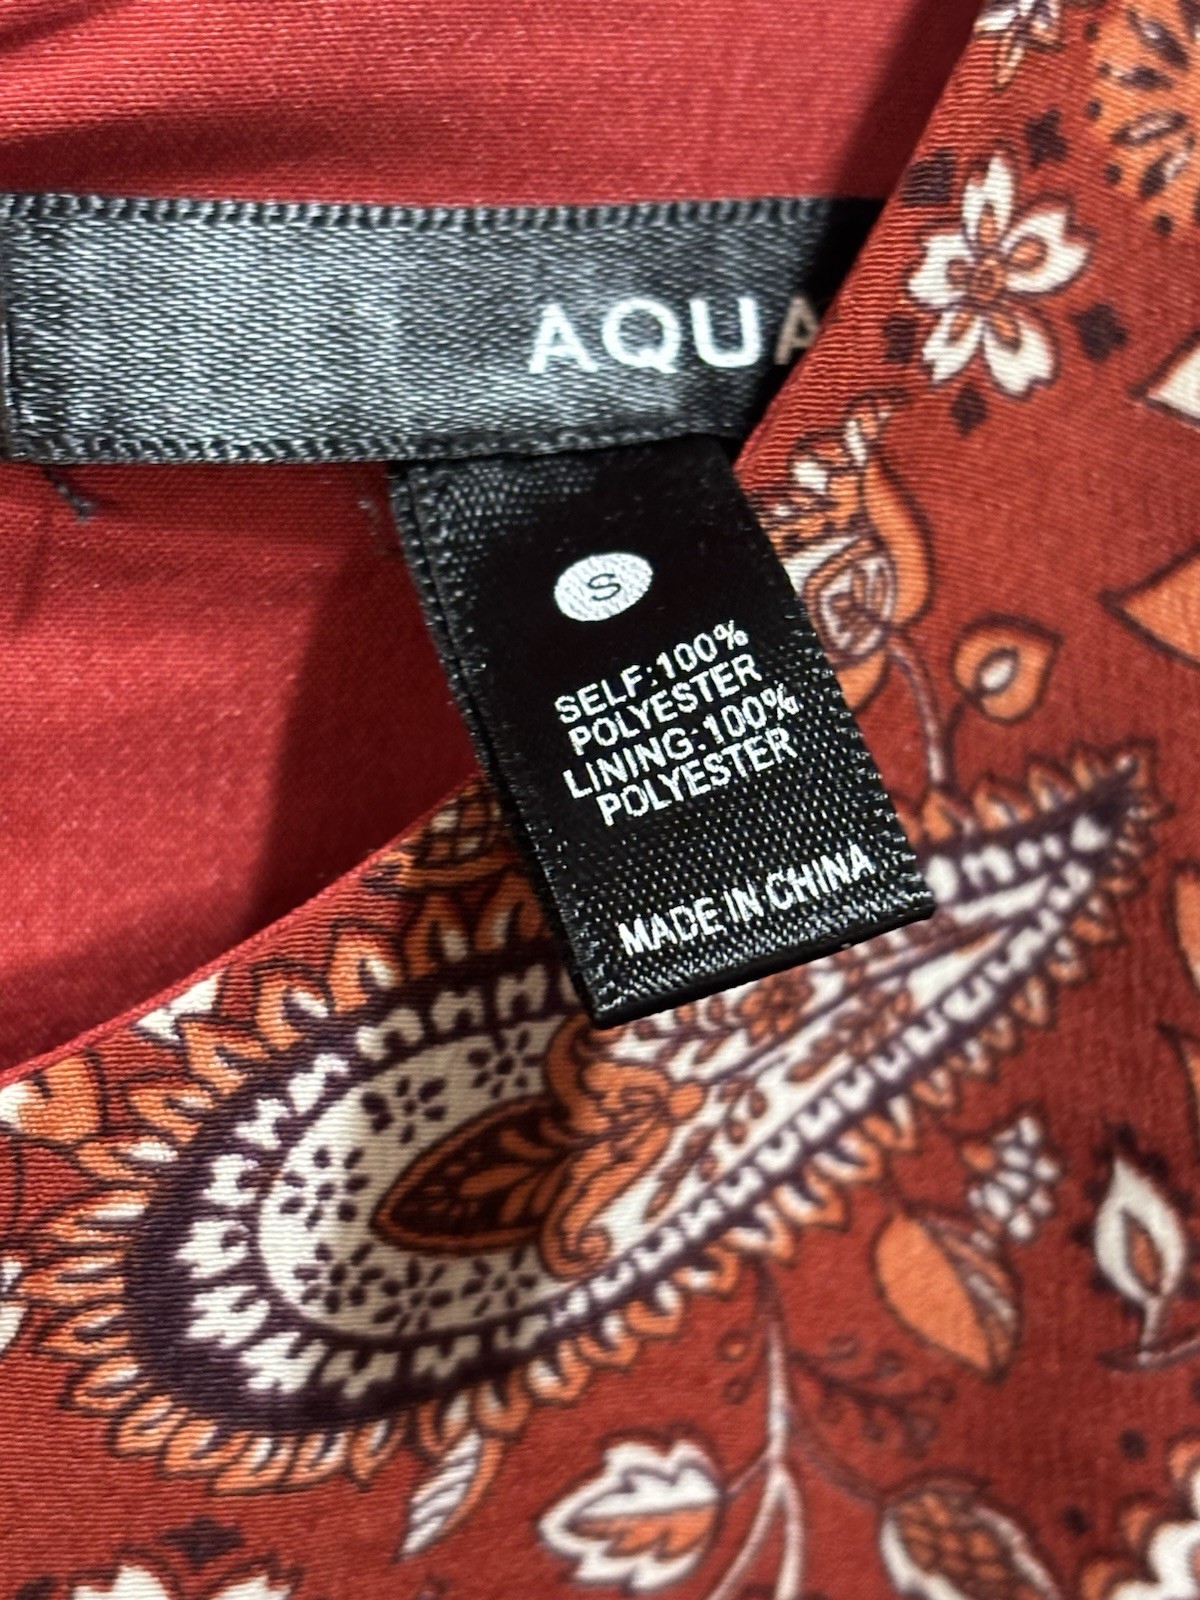 AQUA
S
SELF:100%
POLYESTER
LINING:100%
POLYESTER
MADE IN CHINA